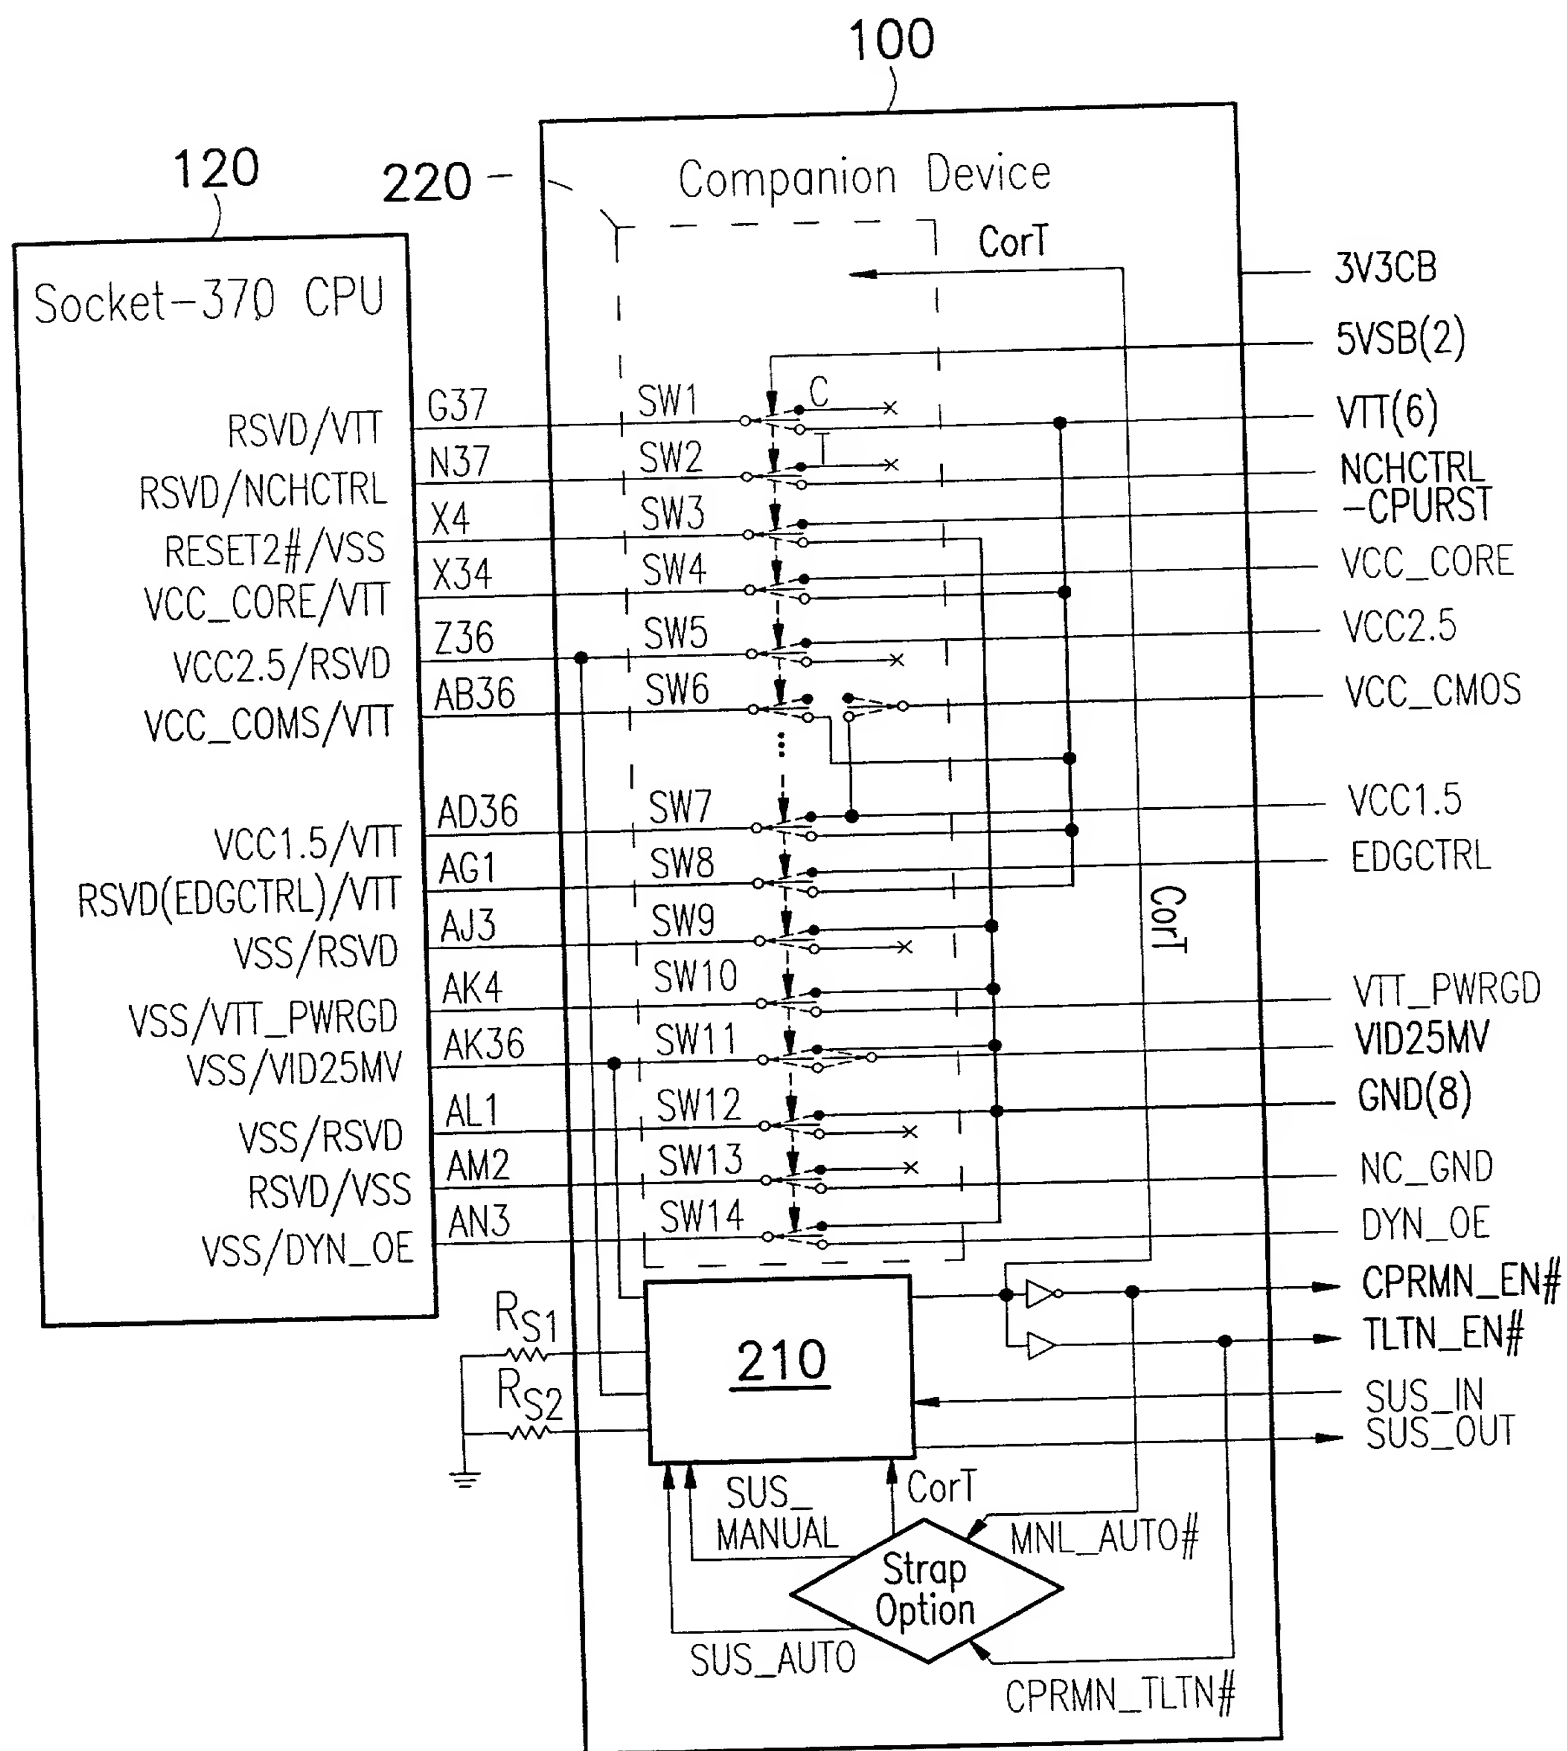 100
120
220
Companion Device
CorT
Socket-370 CPU
3V3CB
5VSB(2)
RSVD/VTT G37 SW1 C VTT(6)
T
RSVD/NCHCTRL N37 SW2 NCHCTRL
RESET2#/VSS X4 SW3 -CPURST
VCC_CORE/VTT X34 SW4 VCC_CORE
VCC2.5/RSVD Z36 SW5 VCC2.5
VCC_COMS/VTT AB36 SW6 VCC_CMOS
VCC1.5/VTT AD36 SW7 VCC1.5
RSVD(EDGCTRL)/VTT AG1 SW8 EDGCTRL
CorT
VSS/RSVD AJ3 SW9
VSS/VTT_PWRGD AK4 SW10 VTT_PWRGD
VSS/VID25MV AK36 SW11 VID25MV
VSS/RSVD AL1 SW12 GND(8)
RSVD/VSS AM2 SW13 NC_GND
VSS/DYN_OE AN3 SW14 DYN_OE
CPRMN_EN#
RS1
TLTN_EN#
210
RS2
SUS_IN
SUS_OUT
SUS_
MANUAL
CorT
MNL_AUTO#
Strap
Option
SUS_AUTO
CPRMN_TLTN#